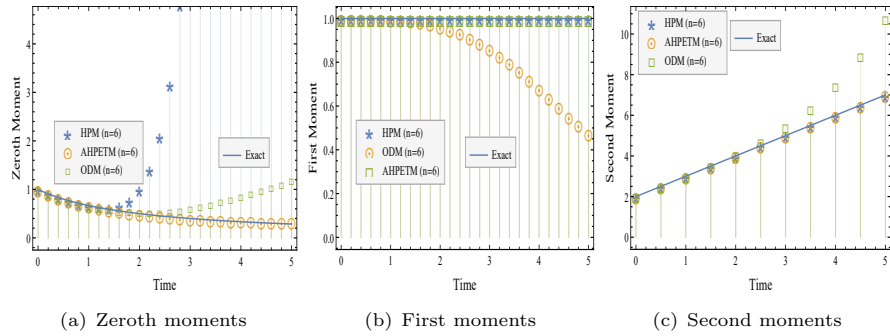 Zeroth Moment
4
3
2
1
0
HPM (n=6)
AHPETM (n=6)
ODM (n=6)
Exact
0 1 2 3 4 5
Time
(a) Zeroth moments
First Moment
1.0
0.8
0.6
0.4
0.2
0.0
HPM (n=6)
ODM (n=6)
AHPETM (n=6)
Exact
0 1 2 3 4 5
Time
(b) First moments
Second Moment
10
8
6
4
2
0
HPM (n=6)
AHPETM (n=6)
ODM (n=6)
Exact
0 1 2 3 4 5
Time
(c) Second moments